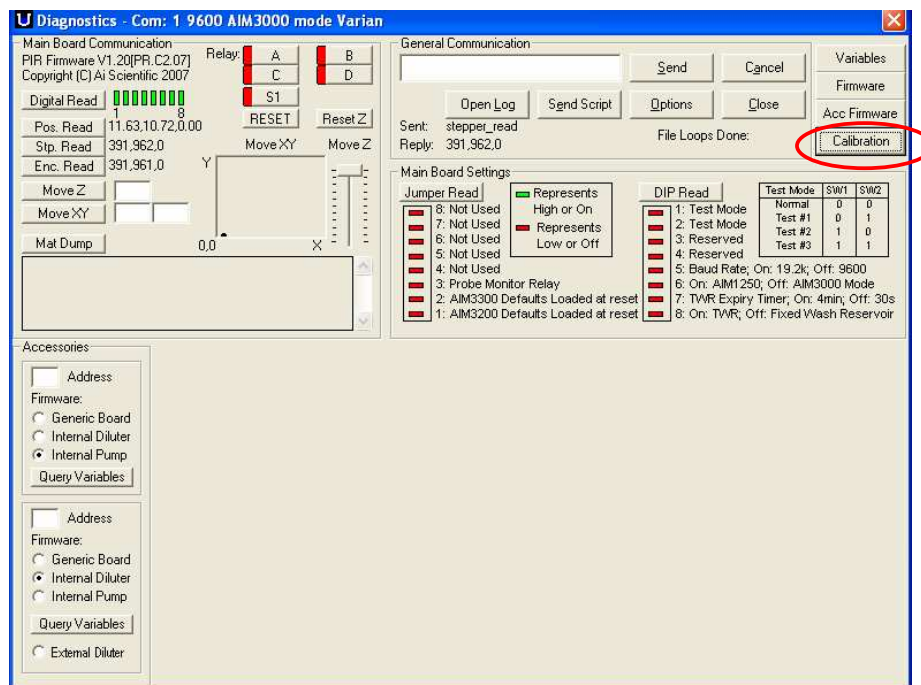 Diagnostics - Com: 1 9600 AIM3000 mode Varian
Main Board Communication
PIR Firmware V1.20[PR.C2.07]
Copyright (C) Ai Scientific 2007
Relay:
A
B
C
D
S1
Digital Read
1 8
RESET
Reset Z
Pos. Read 11.63,10.72,0.00
Stp. Read 391,962,0
Move XY
Move Z
Enc. Read 391,961,0
Y
Move Z
Move XY
Mat Dump
0,0
X
General Communication
Send
Cancel
Open Log
Send Script
Options
Close
Sent: stepper_read
Reply: 391,962,0
File Loops Done:
Variables
Firmware
Acc Firmware
Calibration
Main Board Settings
Jumper Read
8: Not Used
7: Not Used
6: Not Used
5: Not Used
4: Not Used
3: Probe Monitor Relay
2: AIM3300 Defaults Loaded at reset
1: AIM3200 Defaults Loaded at reset
Represents
High or On
Represents
Low or Off
DIP Read
1: Test Mode
2: Test Mode
3: Reserved
4: Reserved
5: Baud Rate; On: 19.2k; Off: 9600
6: On: AIM1250; Off: AIM3000 Mode
7: TWR Expiry Timer; On: 4min; Off: 30s
8: On: TWR; Off: Fixed Wash Reservoir
Test Mode SW1 SW2
Normal 0 0
Test #1 0 1
Test #2 1 0
Test #3 1 1
Accessories
Address
Firmware:
Generic Board
Internal Diluter
Internal Pump
Query Variables
Address
Firmware:
Generic Board
Internal Diluter
Internal Pump
Query Variables
External Diluter